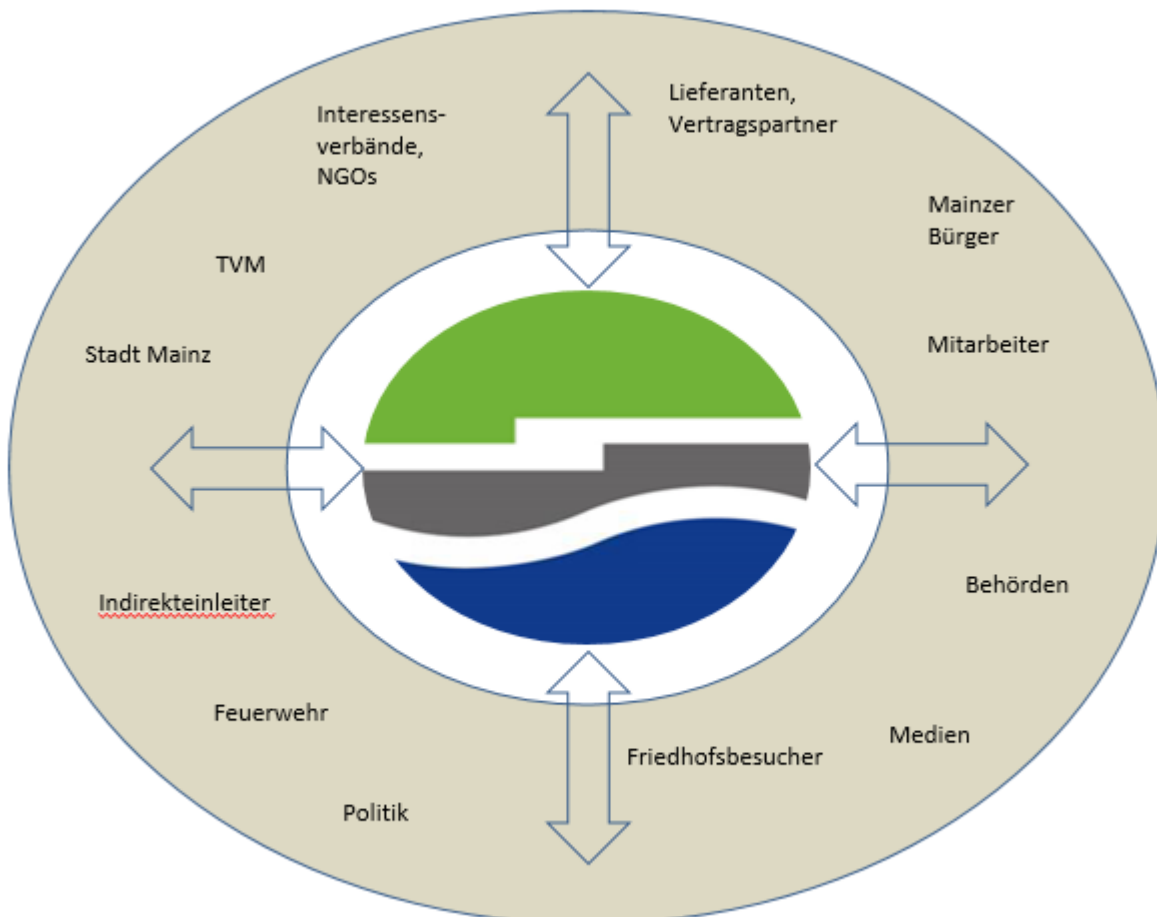 Interessens-
verbände,
NGOs
Lieferanten,
Vertragspartner
Mainzer
Bürger
TVM
Stadt Mainz
Mitarbeiter
Indirekteinleiter
Behörden
Feuerwehr
Medien
Friedhofsbesucher
Politik